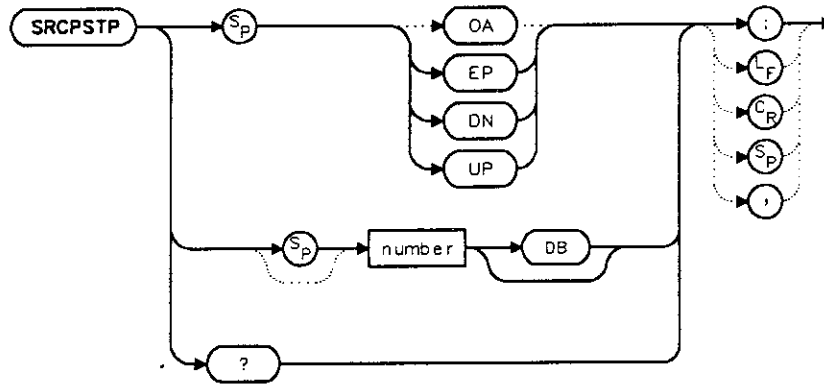 SRCPSTP
SP
OA
EP
DN
UP
;
LF
CR
SP
,
SP
number
DB
?